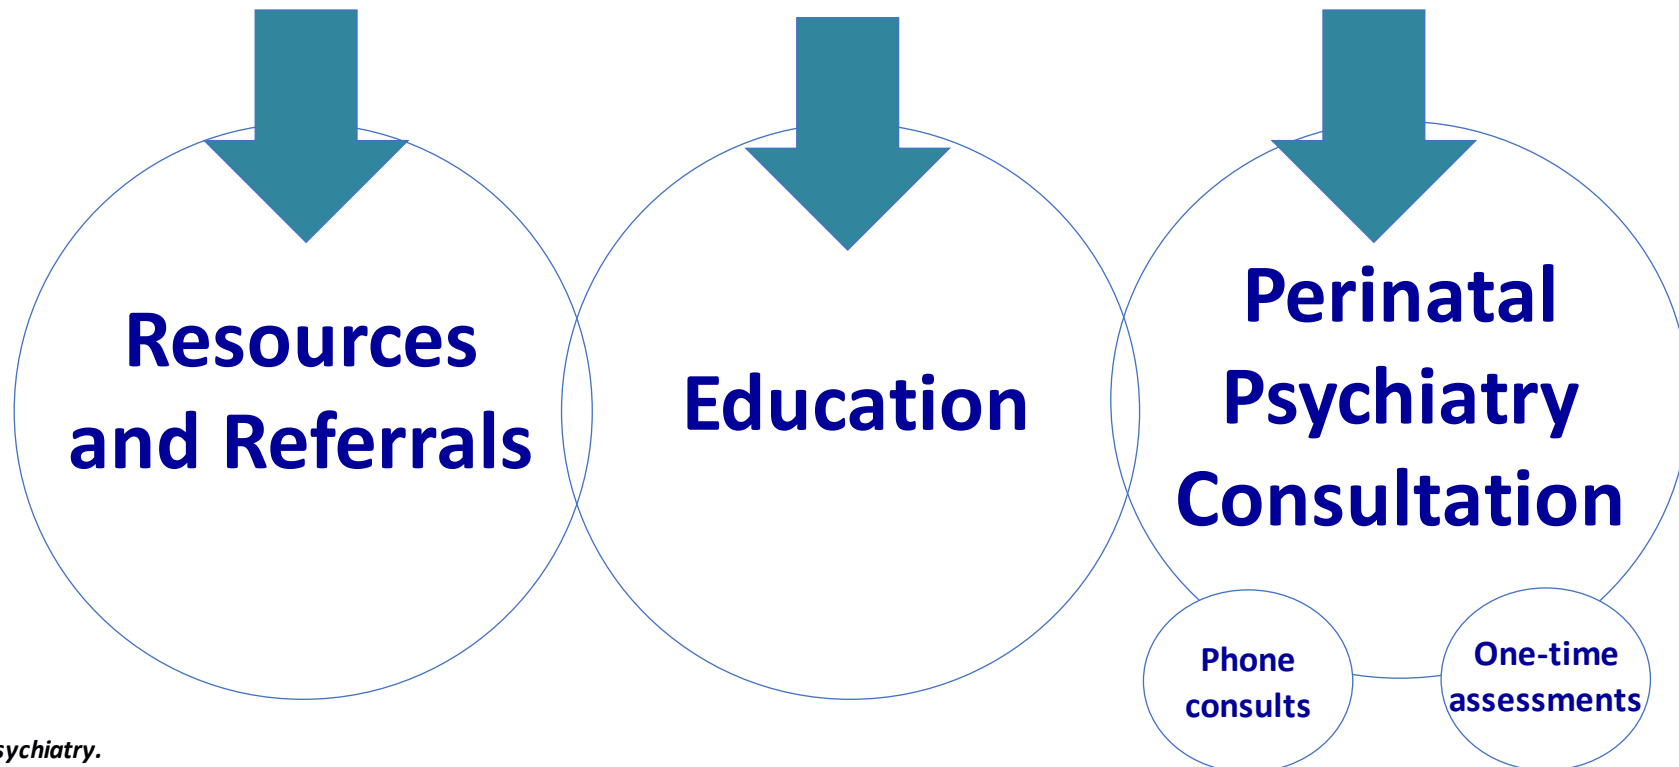 Resources
and Referrals
Education
Perinatal
Psychiatry
Consultation
Phone
consults
One-time
assessments
sychiatry.